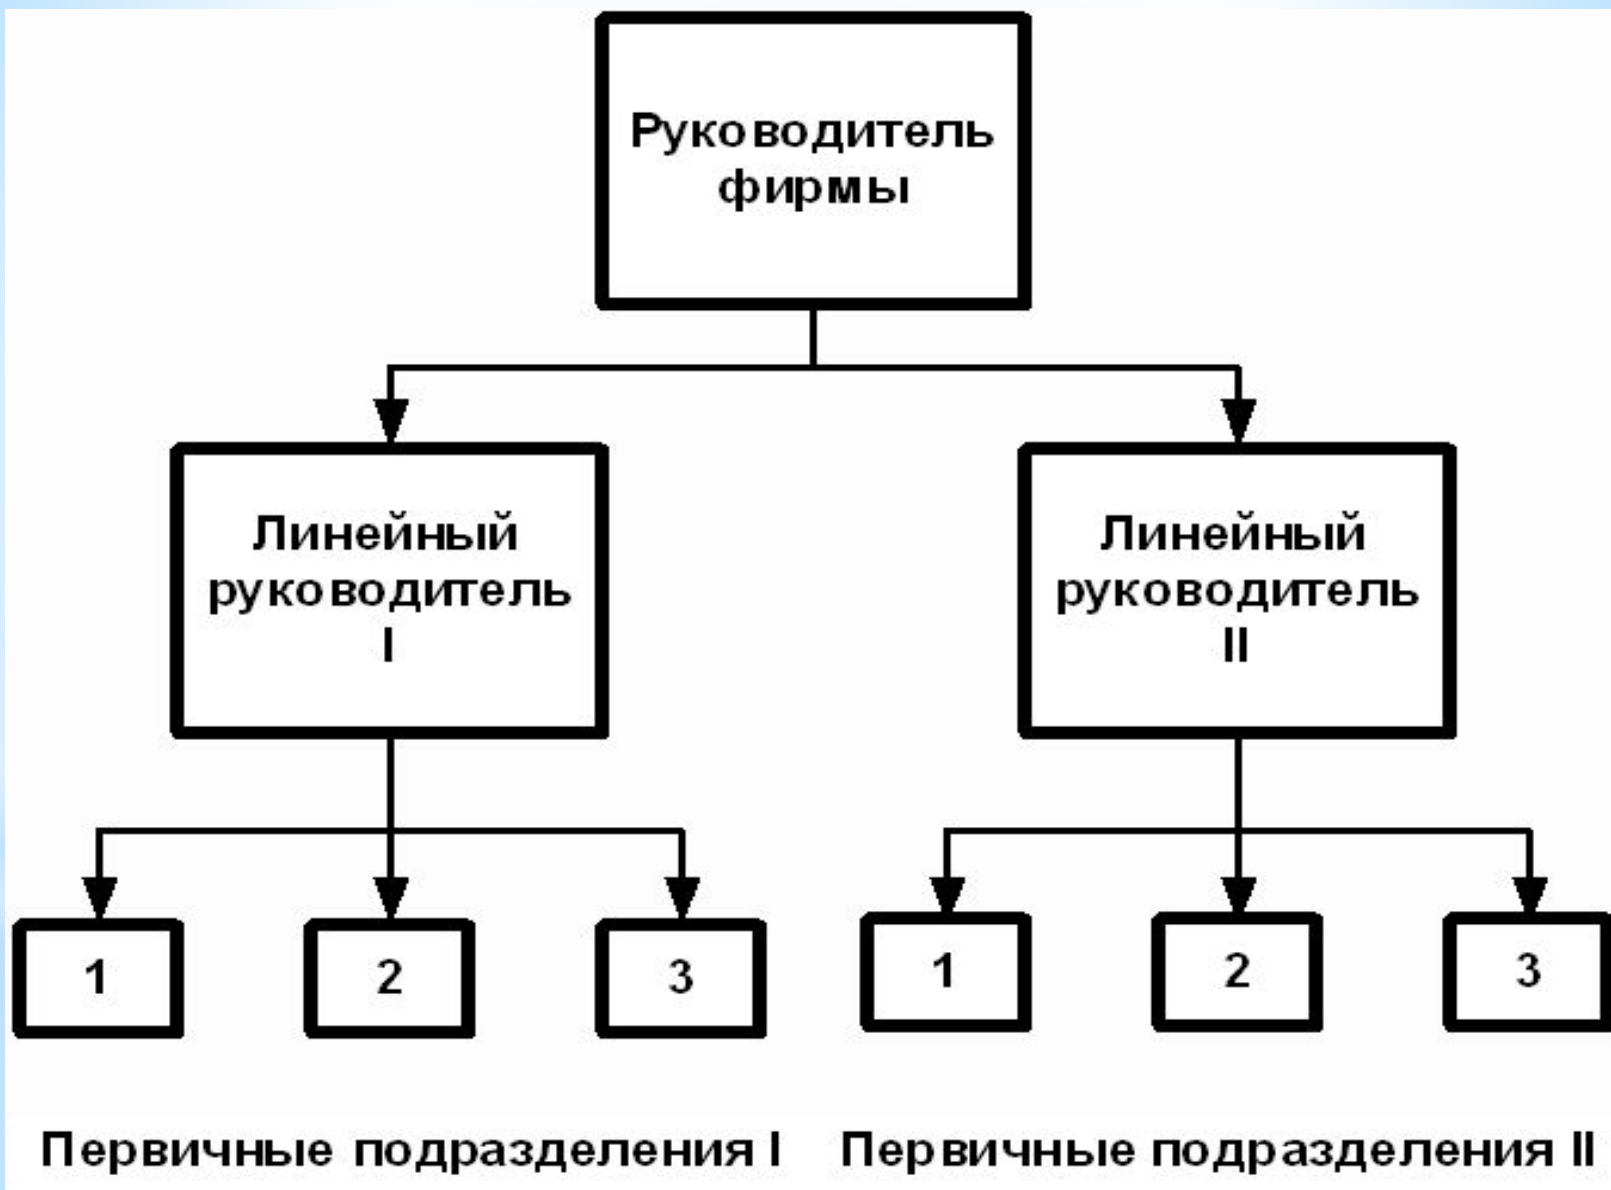 Руководитель
фирмы
Линейный
руководитель
I
Линейный
руководитель
II
1
2
3
1
2
3
Первичные подразделения I
Первичные подразделения II